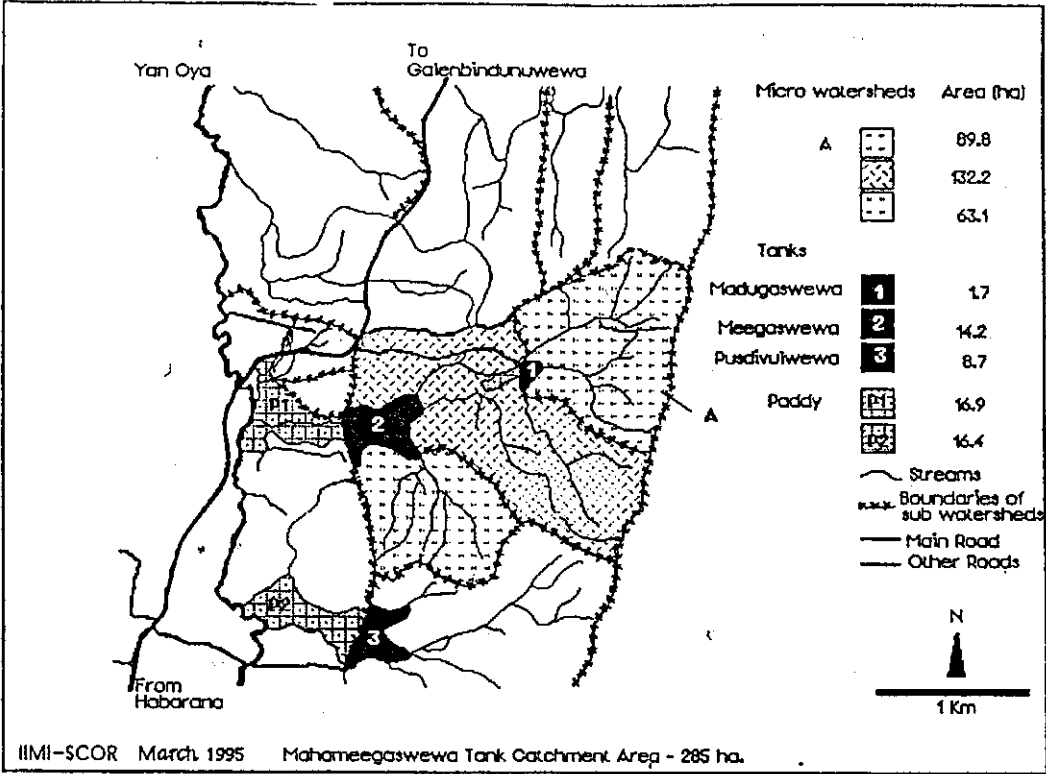 Yan Oya
To
Galenbindunuwewa
Micro watersheds Area (ha)
A 89.8
132.2
63.1
Tanks
Madugaswewa 1 1.7
Meegaswewa 2 14.2
Pusdivulwewa 3 8.7
Paddy P1 16.9
P2 16.4
Streams
Boundaries of
sub watersheds
Main Road
Other Roads
N
1 Km
1
2
3
P1
P2
A
From
Habarana
IIMI-SCOR March 1995 Mahameegaswewa Tank Catchment Area - 285 ha.